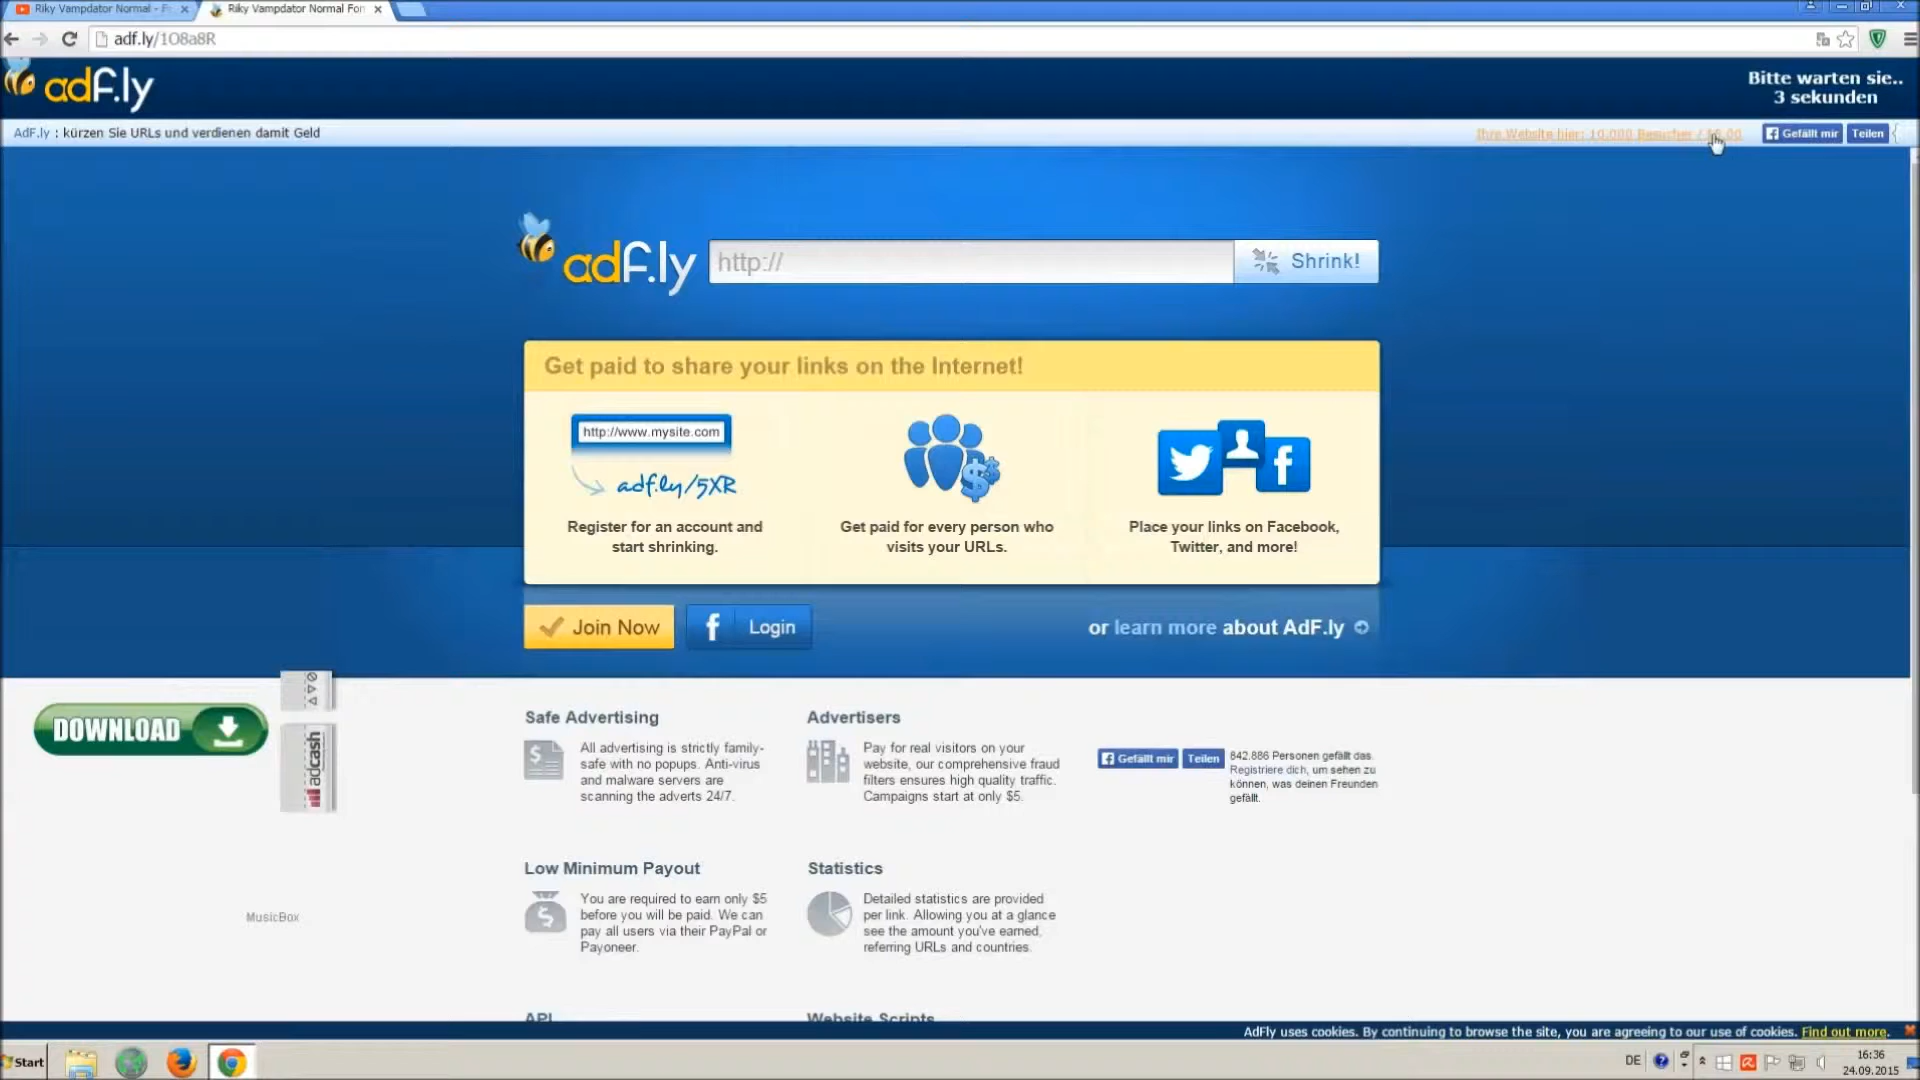 Riky Vampdator Normal - F
Riky Vampdator Normal For
adf.ly/1O8a8R
adf.ly
Bitte warten sie..
3 sekunden
AdF.ly : kürzen Sie URLs und verdienen damit Geld
Ihre Website hier: 10.000 Besucher /
Gefällt mir
Teilen
adf.ly
http://
Shrink!
Get paid to share your links on the Internet!
http://www.mysite.com
adf.ly/5XR
Register for an account and
start shrinking.
Get paid for every person who
visits your URLs.
Place your links on Facebook,
Twitter, and more!
Join Now
Login
or learn more about AdF.ly
DOWNLOAD
adcash
Safe Advertising
All advertising is strictly family-
safe with no popups. Anti-virus
and malware servers are
scanning the adverts 24/7.
Advertisers
Pay for real visitors on your
website, our comprehensive fraud
filters ensures high quality traffic.
Campaigns start at only $5.
Gefällt mir
Teilen
842.886 Personen gefällt das.
Registriere dich, um sehen zu
können, was deinen Freunden
gefällt.
Low Minimum Payout
You are required to earn only $5
before you will be paid. We can
pay all users via their PayPal or
Payoneer.
Statistics
Detailed statistics are provided
per link. Allowing you at a glance
see the amount you've earned,
referring URLs and countries.
MusicBox
API
Website Scripts
AdFly uses cookies. By continuing to browse the site, you are agreeing to our use of cookies. Find out more.
Start
DE
16:36
24.09.2015